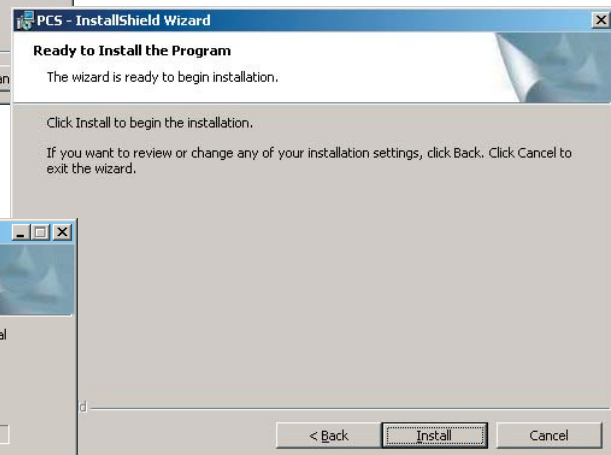 PCS - InstallShield Wizard
Ready to Install the Program
The wizard is ready to begin installation.
Click Install to begin the installation.
If you want to review or change any of your installation settings, click Back. Click Cancel to
exit the wizard.
< Back
Install
Cancel